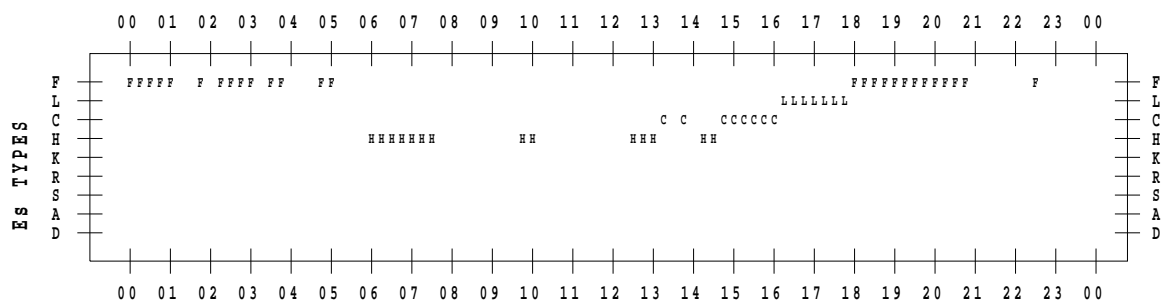 00 01 02 03 04 05 06 07 08 09 10 11 12 13 14 15 16 17 18 19 20 21 22 23 00
Es TYPES
F FFFFF F FFFF FF FF FFFFFFFFFFFF F F
L LLLLLLL L
C C C CCCCCC C
H HHHHHHH HH HHH HH H
K K
R R
S S
A A
D D
00 01 02 03 04 05 06 07 08 09 10 11 12 13 14 15 16 17 18 19 20 21 22 23 00